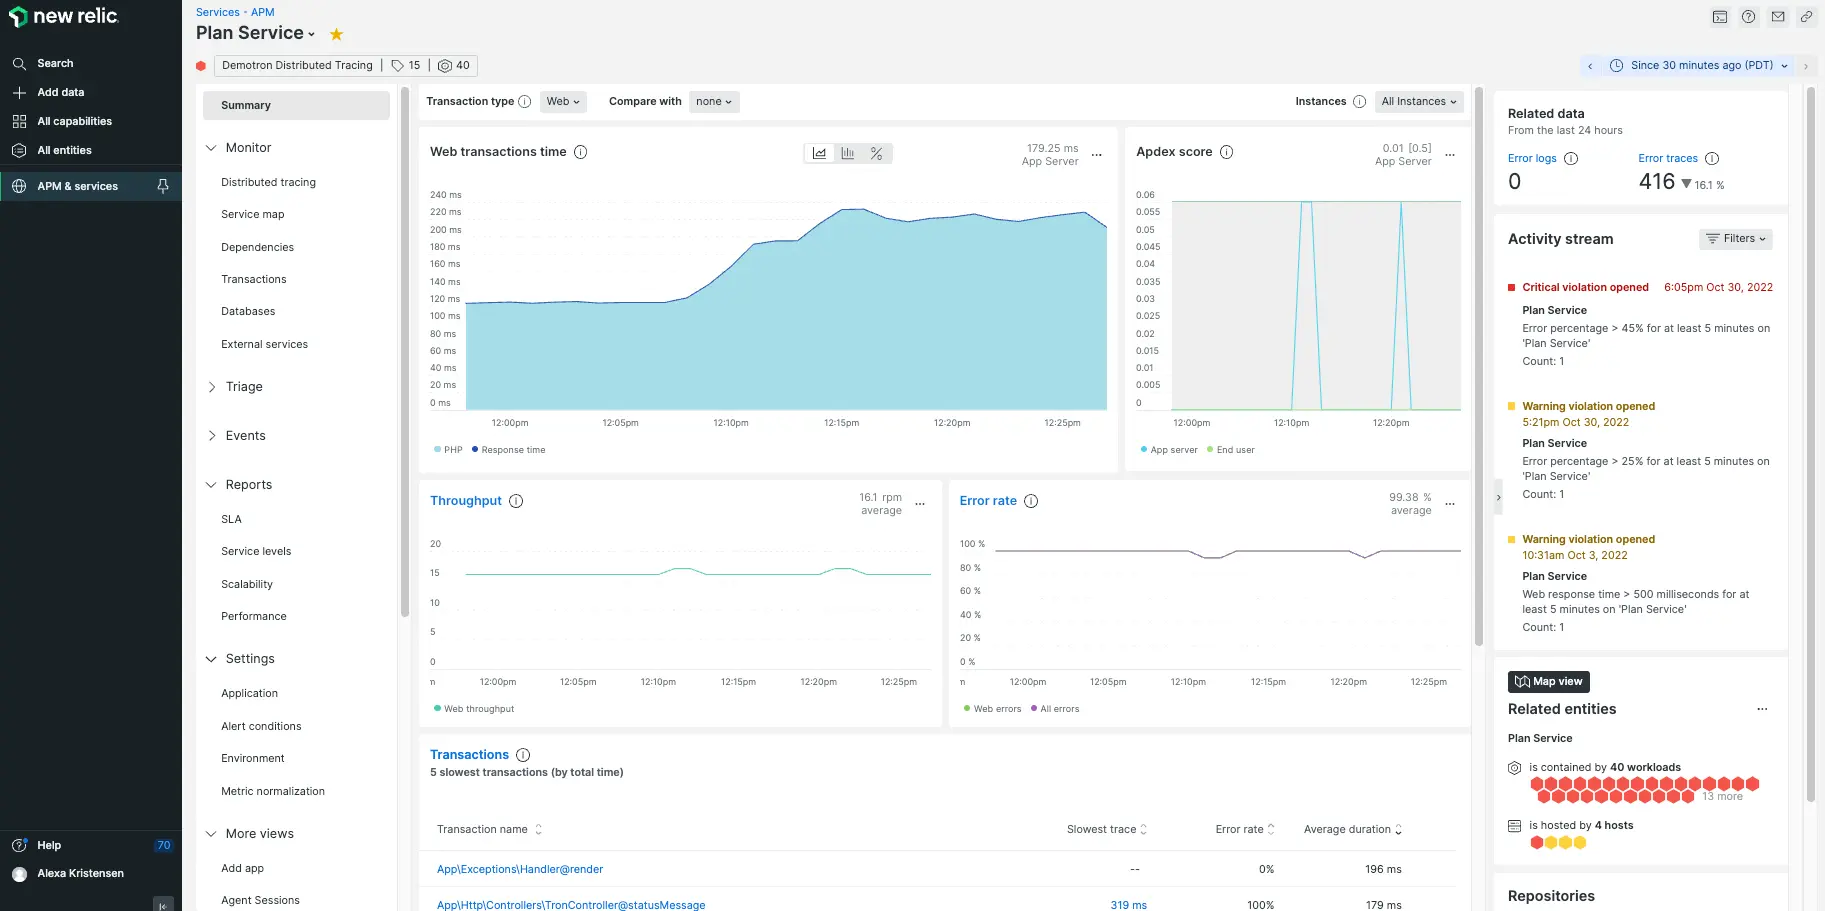 new relic
Search
Add data
All capabilities
All entities
APM & services
Help 70
Alexa Kristensen
Services - APM
Plan Service
Demotron Distributed Tracing | 15 | 40
Since 30 minutes ago (PDT)
Summary
Monitor
Distributed tracing
Service map
Dependencies
Transactions
Databases
External services
Triage
Events
Reports
SLA
Service levels
Scalability
Performance
Settings
Application
Alert conditions
Environment
Metric normalization
More views
Add app
Agent Sessions
Transaction type Web Compare with none
Instances All Instances
Web transactions time
179.25 ms
App Server
240 ms
220 ms
200 ms
180 ms
160 ms
140 ms
120 ms
100 ms
80 ms
60 ms
40 ms
20 ms
0 ms
12:00pm 12:05pm 12:10pm 12:15pm 12:20pm 12:25pm
PHP Response time
Apdex score
0.01 [0.5]
App Server
0.06
0.055
0.05
0.045
0.04
0.035
0.03
0.025
0.02
0.015
0.01
0.005
0
12:00pm 12:10pm 12:20pm
App server End user
Throughput
16.1 rpm
average
20
15
10
5
0
m 12:00pm 12:05pm 12:10pm 12:15pm 12:20pm 12:25pm
Web throughput
Error rate
99.38 %
average
100 %
80 %
60 %
40 %
20 %
0 %
m 12:00pm 12:05pm 12:10pm 12:15pm 12:20pm 12:25pm
Web errors All errors
Transactions
5 slowest transactions (by total time)
Transaction name Slowest trace Error rate Average duration
App\Exceptions\Handler@render -- 0% 196 ms
App\Http\Controllers\TronController@statusMessage 319 ms 100% 179 ms
Related data
From the last 24 hours
Error logs Error traces
0 416 16.1 %
Activity stream Filters
Critical violation opened 6:05pm Oct 30, 2022
Plan Service
Error percentage > 45% for at least 5 minutes on
'Plan Service'
Count: 1
Warning violation opened
5:21pm Oct 30, 2022
Plan Service
Error percentage > 25% for at least 5 minutes on
'Plan Service'
Count: 1
Warning violation opened
10:31am Oct 3, 2022
Plan Service
Web response time > 500 milliseconds for at
least 5 minutes on 'Plan Service'
Count: 1
Map view
Related entities
Plan Service
is contained by 40 workloads
13 more
is hosted by 4 hosts
Repositories